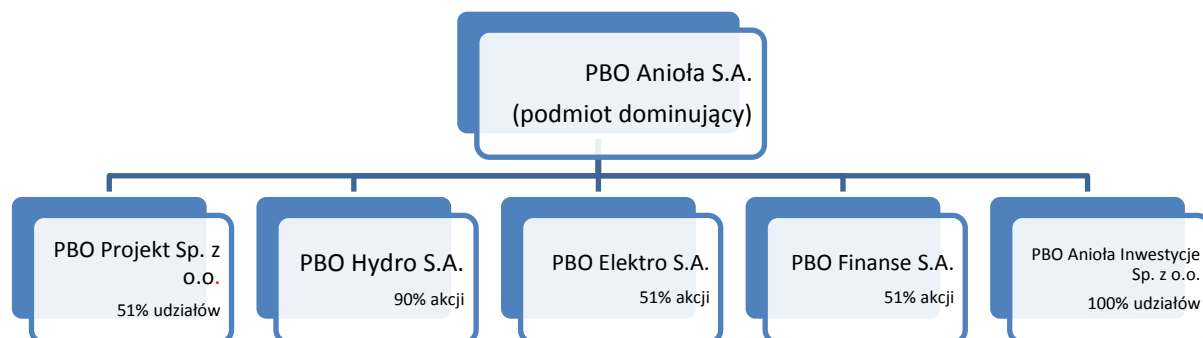 PBO Anioła S.A.
(podmiot dominujący)
PBO Projekt Sp. z
o.o.
51% udziałów
PBO Hydro S.A.
90% akcji
PBO Elektro S.A.
51% akcji
PBO Finanse S.A.
51% akcji
PBO Anioła Inwestycje
Sp. z o.o.
100% udziałów